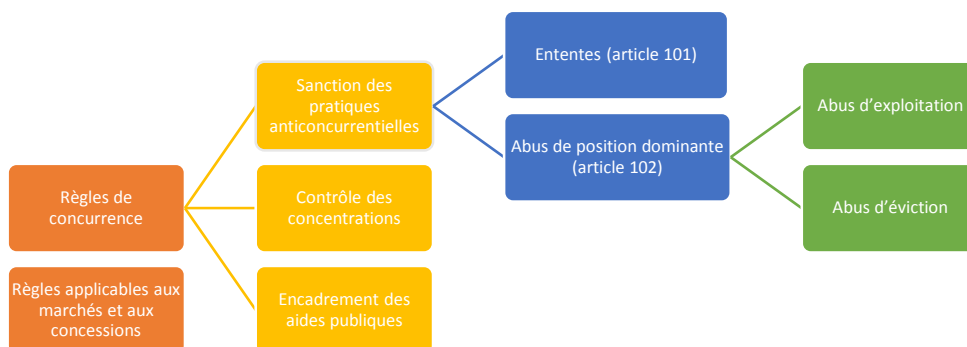 Règles de
concurrence
Règles applicables aux
marchés et aux
concessions
Sanction des
pratiques
anticoncurrentielles
Contrôle des
concentrations
Encadrement des
aides publiques
Ententes (article 101)
Abus de position dominante
(article 102)
Abus d'exploitation
Abus d'éviction